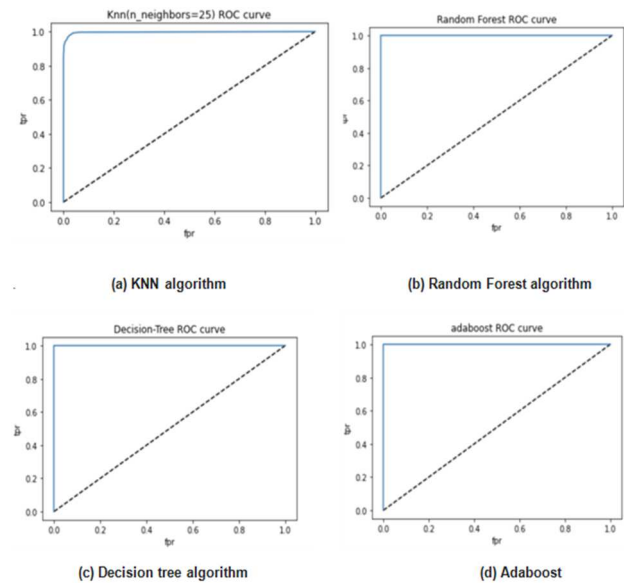 Knn(n_neighbors=25) ROC curve
1.0
0.8
0.6
0.4
0.2
0.0
tpr
0.0 0.2 0.4 0.6 0.8 1.0
fpr
(a) KNN algorithm
Random Forest ROC curve
1.0
0.8
0.6
0.4
0.2
0.0
0.0 0.2 0.4 0.6 0.8 1.0
fpr
(b) Random Forest algorithm
Decision-Tree ROC curve
1.0
0.8
0.6
0.4
0.2
0.0
tpr
0.0 0.2 0.4 0.6 0.8 1.0
fpr
(c) Decision tree algorithm
adaboost ROC curve
1.0
0.8
0.6
0.4
0.2
0.0
tpr
0.0 0.2 0.4 0.6 0.8 1.0
fpr
(d) Adaboost